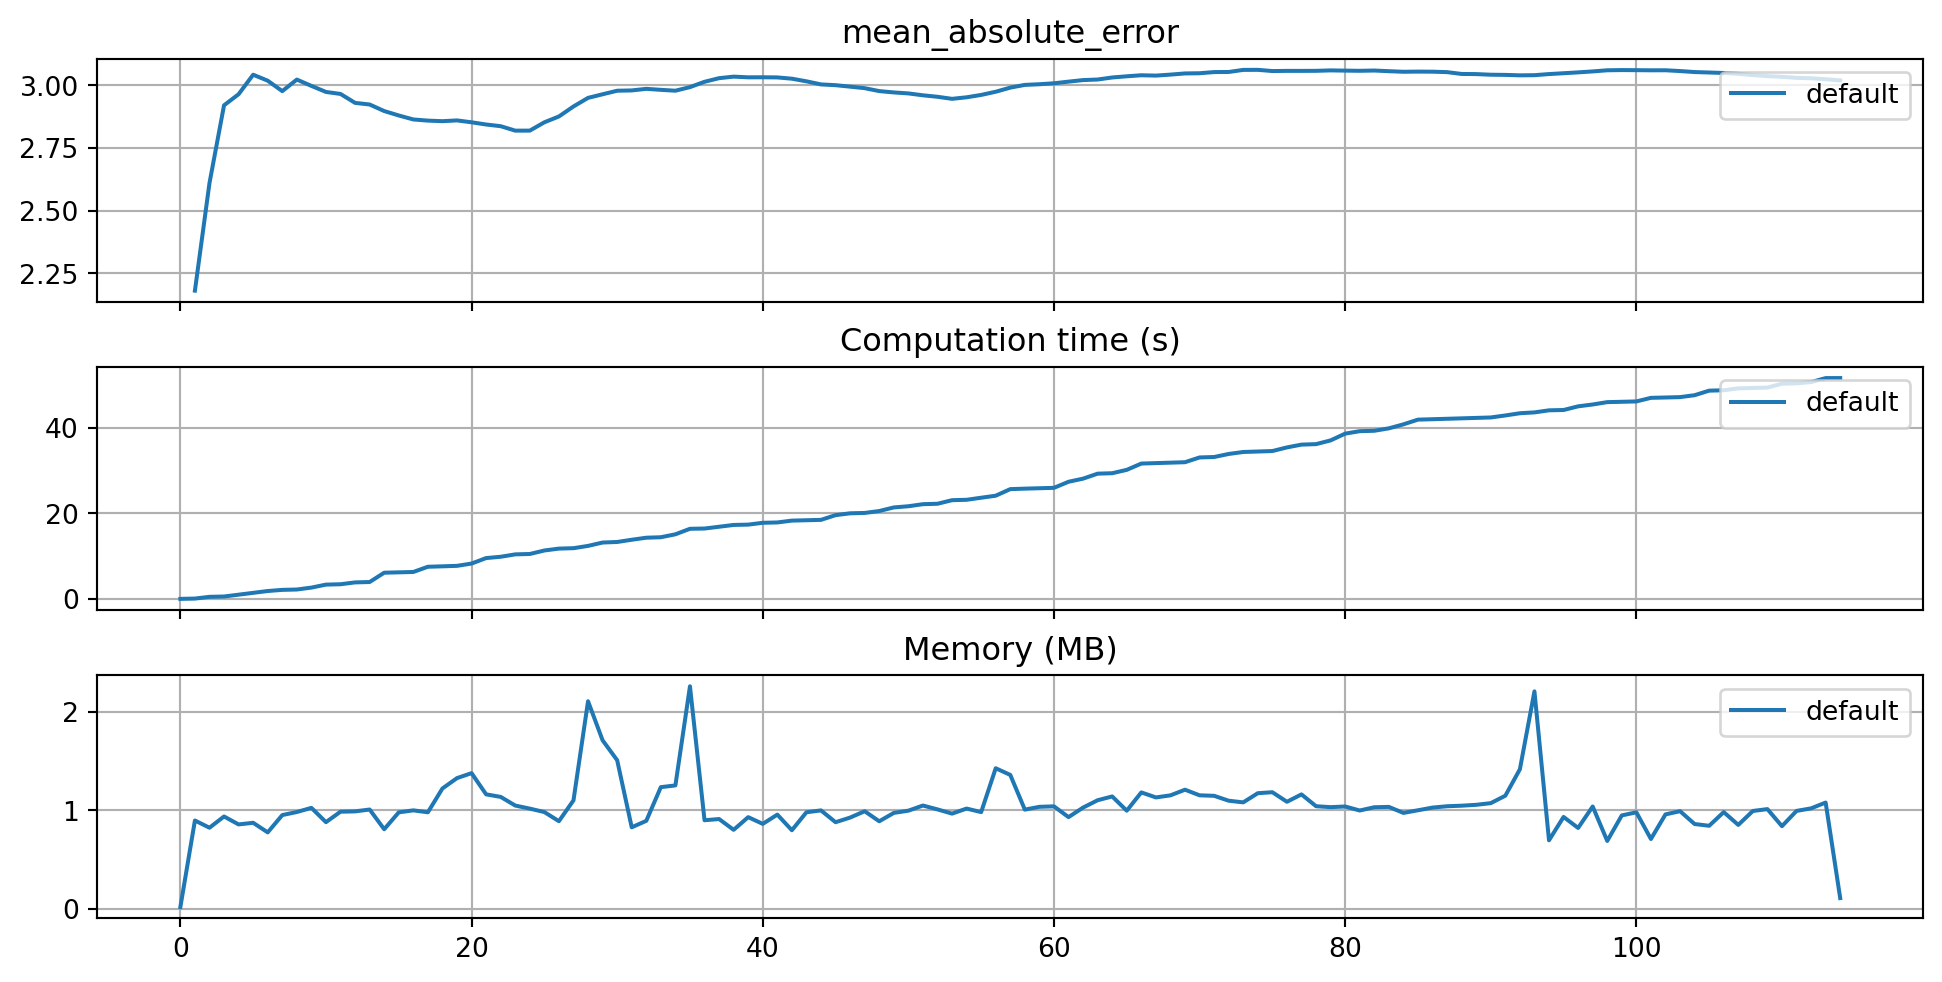 mean_absolute_error
3.00
2.75
2.50
2.25
default
Computation time (s)
40
20
0
default
Memory (MB)
2
1
0
default
0 20 40 60 80 100